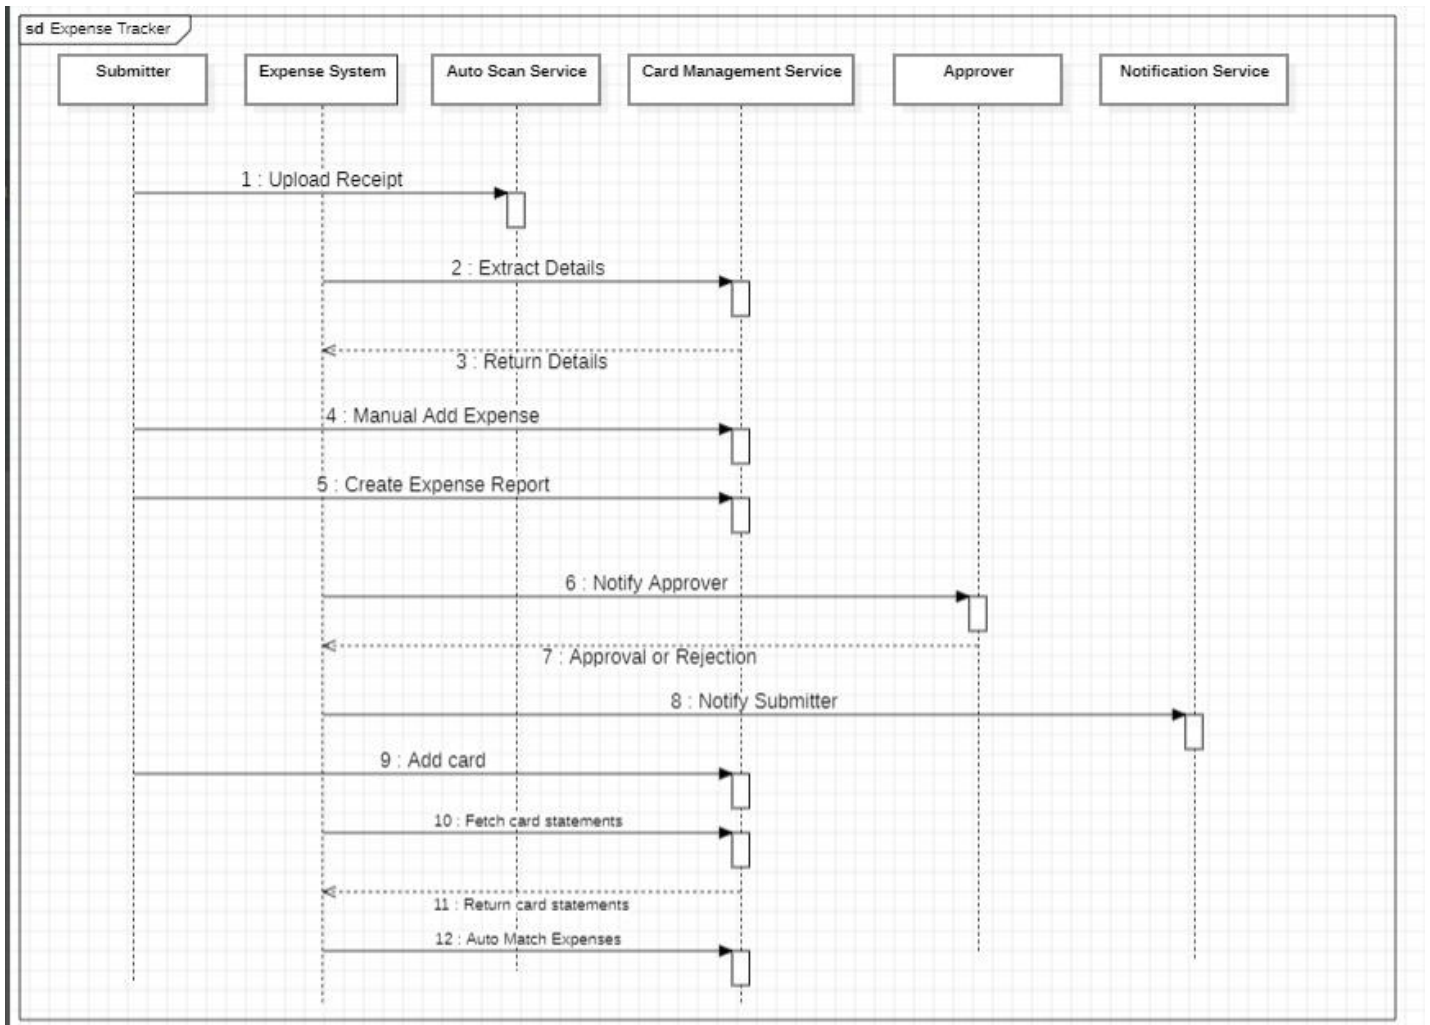 sd Expense Tracker
Submitter
Expense System
Auto Scan Service
Card Management Service
Approver
Notification Service
1 : Upload Receipt
2 : Extract Details
3 : Return Details
4 : Manual Add Expense
5 : Create Expense Report
6 : Notify Approver
7 : Approval or Rejection
8 : Notify Submitter
9 : Add card
10 : Fetch card statements
11 : Return card statements
12 : Auto Match Expenses